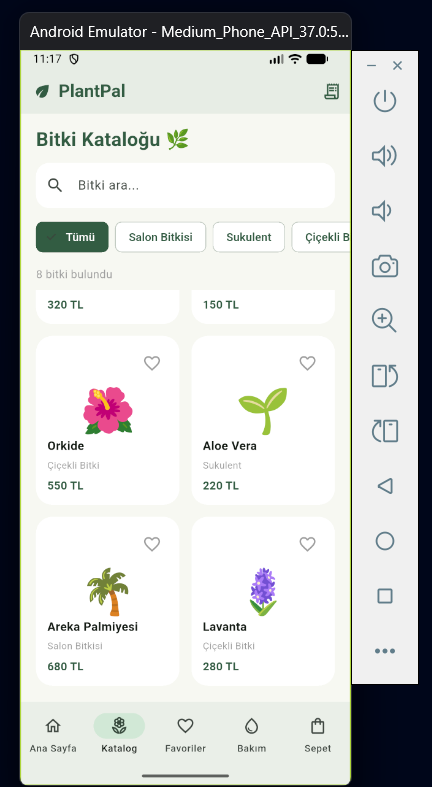 Android Emulator - Medium_Phone_API_37.0:5...
11:17
PlantPal
Bitki Kataloğu
Bitki ara...
Tümü
Salon Bitkisi
Sukulent
Çiçekli B
8 bitki bulundu
320 TL
150 TL
Orkide
Çiçekli Bitki
550 TL
Aloe Vera
Sukulent
220 TL
Areka Palmiyesi
Salon Bitkisi
680 TL
Lavanta
Çiçekli Bitki
280 TL
Ana Sayfa
Katalog
Favoriler
Bakım
Sepet